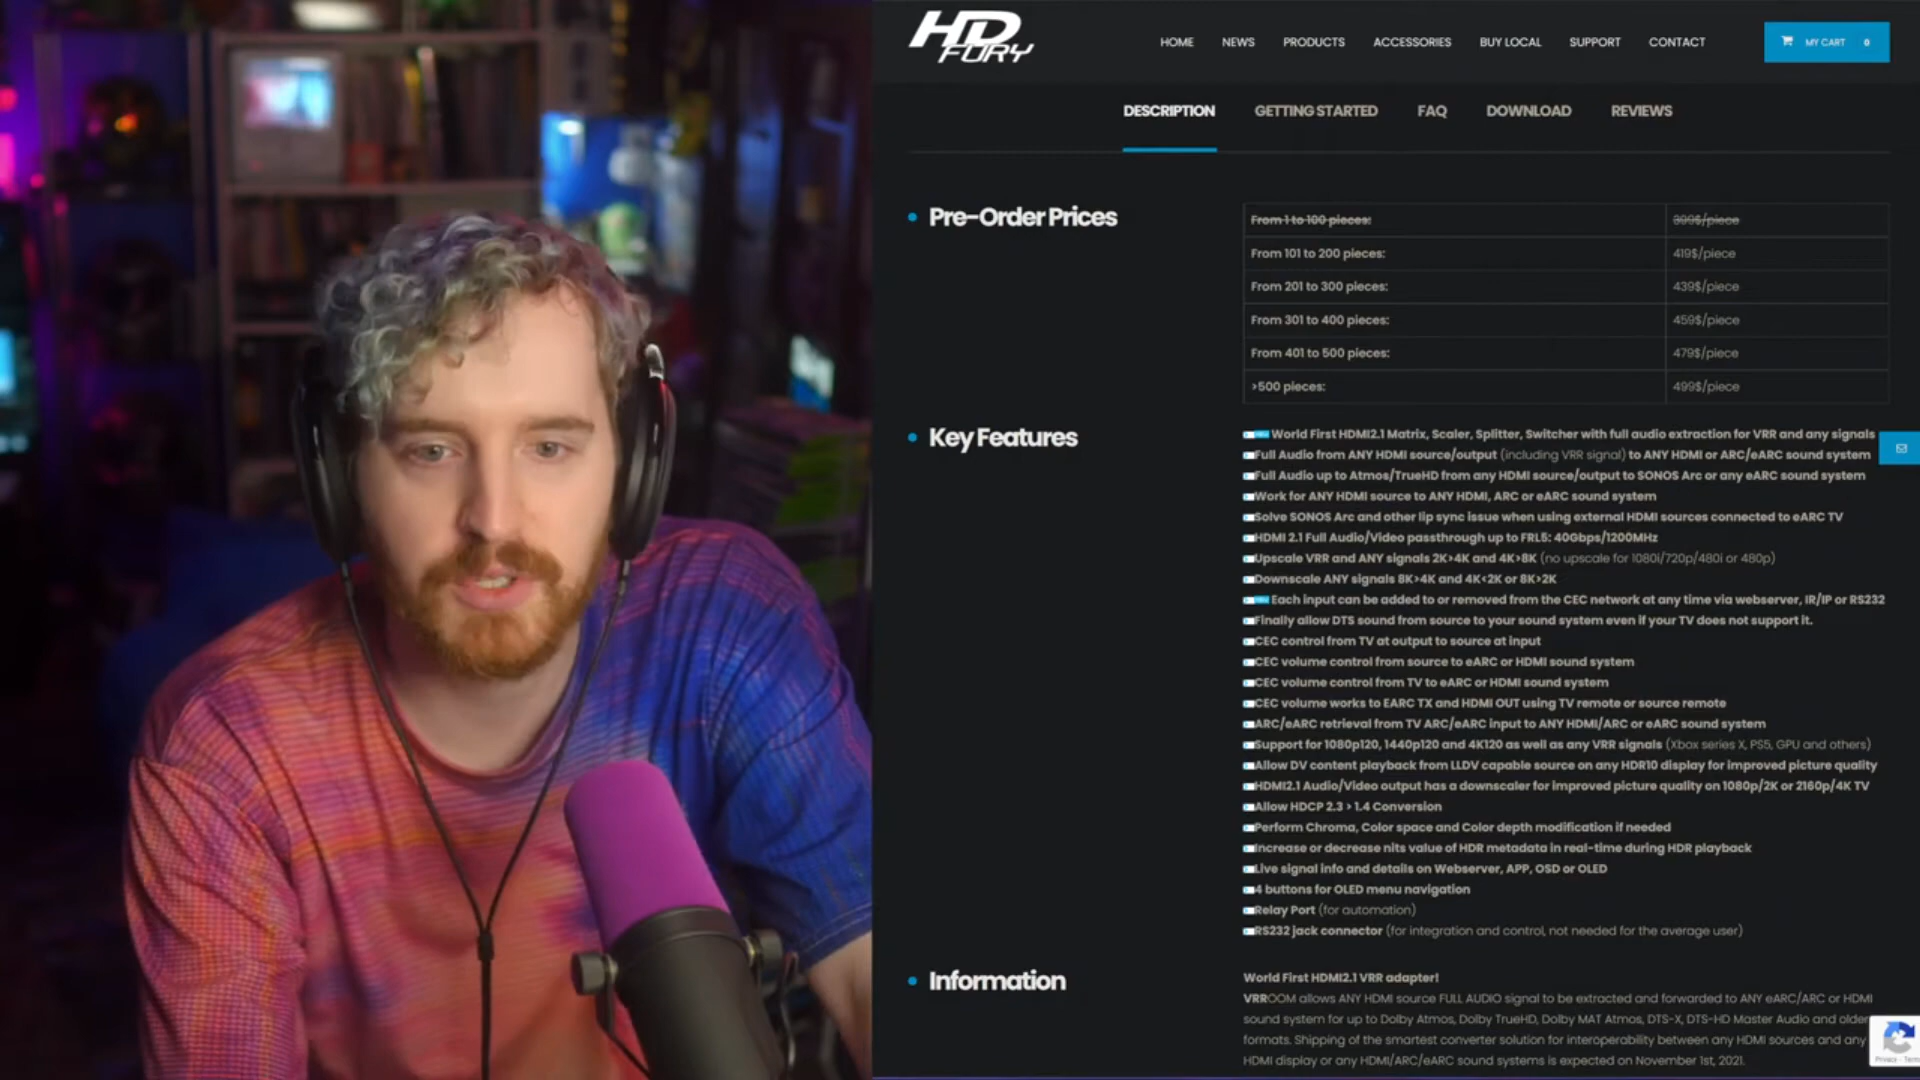 HD FURY
HOME NEWS PRODUCTS ACCESSORIES BUY LOCAL SUPPORT CONTACT
MY CART 0
DESCRIPTION GETTING STARTED FAQ DOWNLOAD REVIEWS
Pre-Order Prices
From 1 to 100 pieces: 399$/piece
From 101 to 200 pieces: 419$/piece
From 201 to 300 pieces: 439$/piece
From 301 to 400 pieces: 459$/piece
From 401 to 500 pieces: 479$/piece
>500 pieces: 499$/piece
Key Features
World First HDMI2.1 Matrix, Scaler, Splitter, Switcher with full audio extraction for VRR and any signals
Full Audio from ANY HDMI source/output (including VRR signal) to ANY HDMI or ARC/eARC sound system
Full Audio up to Atmos/TrueHD from any HDMI source/output to SONOS Arc or any eARC sound system
Work for ANY HDMI source to ANY HDMI, ARC or eARC sound system
Solve SONOS Arc and other lip sync issue when using external HDMI sources connected to eARC TV
HDMI 2.1 Full Audio/Video passthrough up to FRL5: 40Gbps/1200MHz
Upscale VRR and ANY signals 2K>4K and 4K>8K (no upscale for 1080i/720p/480i or 480p)
Downscale ANY signals 8K>4K and 4K<2K or 8K>2K
Each input can be added to or removed from the CEC network at any time via webserver, IR/IP or RS232
Finally allow DTS sound from source to your sound system even if your TV does not support it.
CEC control from TV at output to source at input
CEC volume control from source to eARC or HDMI sound system
CEC volume control from TV to eARC or HDMI sound system
CEC volume works to EARC TX and HDMI OUT using TV remote or source remote
ARC/eARC retrieval from TV ARC/eARC input to ANY HDMI/ARC or eARC sound system
Support for 1080p120, 1440p120 and 4K120 as well as any VRR signals (Xbox series X, PS5, GPU and others)
Allow DV content playback from LLDV capable source on any HDR10 display for improved picture quality
HDMI2.1 Audio/Video output has a downscaler for improved picture quality on 1080p/2K or 2160p/4K TV
Allow HDCP 2.3 > 1.4 Conversion
Perform Chroma, Color space and Color depth modification if needed
Increase or decrease nits value of HDR metadata in real-time during HDR playback
Live signal info and details on Webserver, APP, OSD or OLED
4 buttons for OLED menu navigation
Relay Port (for automation)
RS232 jack connector (for integration and control, not needed for the average user)
Information
World First HDMI2.1 VRR adapter!
VRROOM allows ANY HDMI source FULL AUDIO signal to be extracted and forwarded to ANY eARC/ARC or HDMI
sound system for up to Dolby Atmos, Dolby TrueHD, Dolby MAT Atmos, DTS-X, DTS-HD Master Audio and older
formats. Shipping of the smartest converter solution for interoperability between any HDMI sources and any
HDMI display or any HDMI/ARC/eARC sound systems is expected on November 1st, 2021.
Privacy - Term